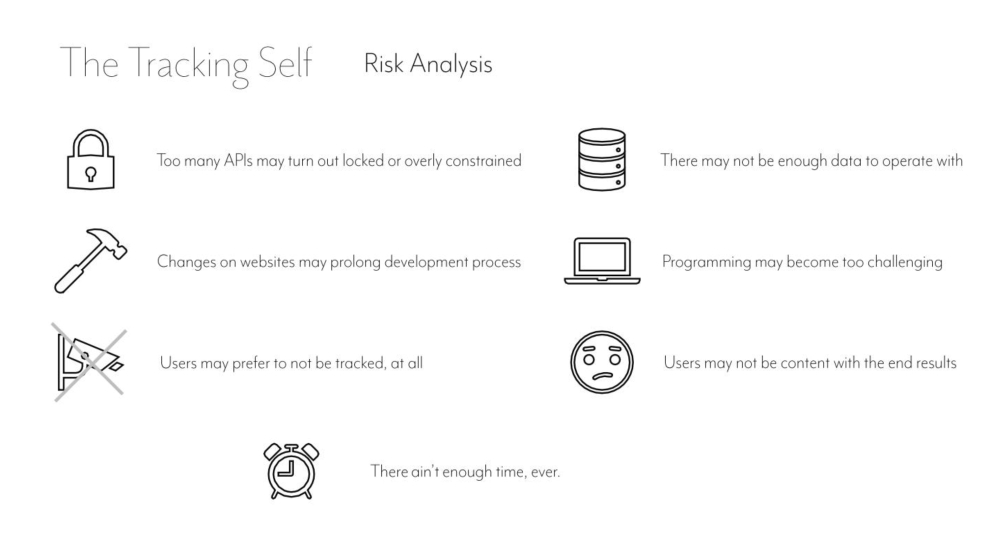 The Tracking Self
Risk Analysis
Too many APIs may turn out locked or overly constrained
There may not be enough data to operate with
Changes on websites may prolong development process
Programming may become too challenging
Users may prefer to not be tracked, at all
Users may not be content with the end results
There ain't enough time, ever.